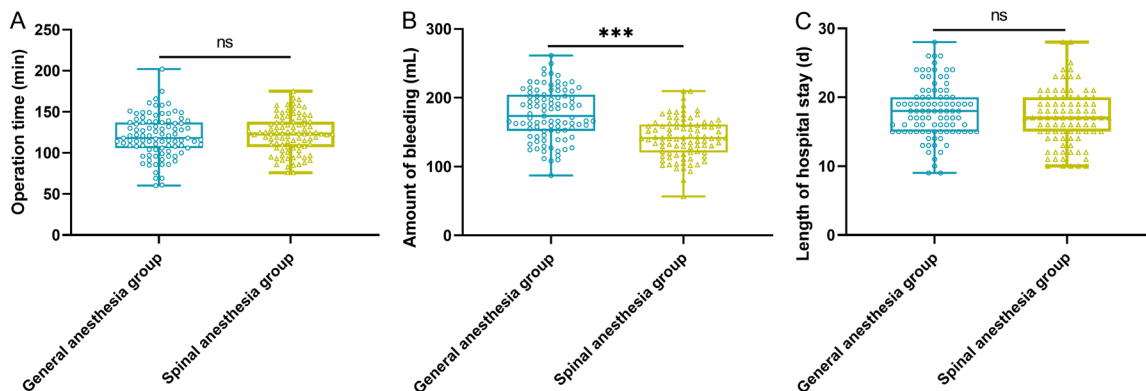 A
Operation time (min)
250
200
150
100
50
0
ns
General anesthesia group
Spinal anesthesia group
B
Amount of bleeding (mL)
300
200
100
0
***
General anesthesia group
Spinal anesthesia group
C
Length of hospital stay (d)
30
20
10
0
ns
General anesthesia group
Spinal anesthesia group